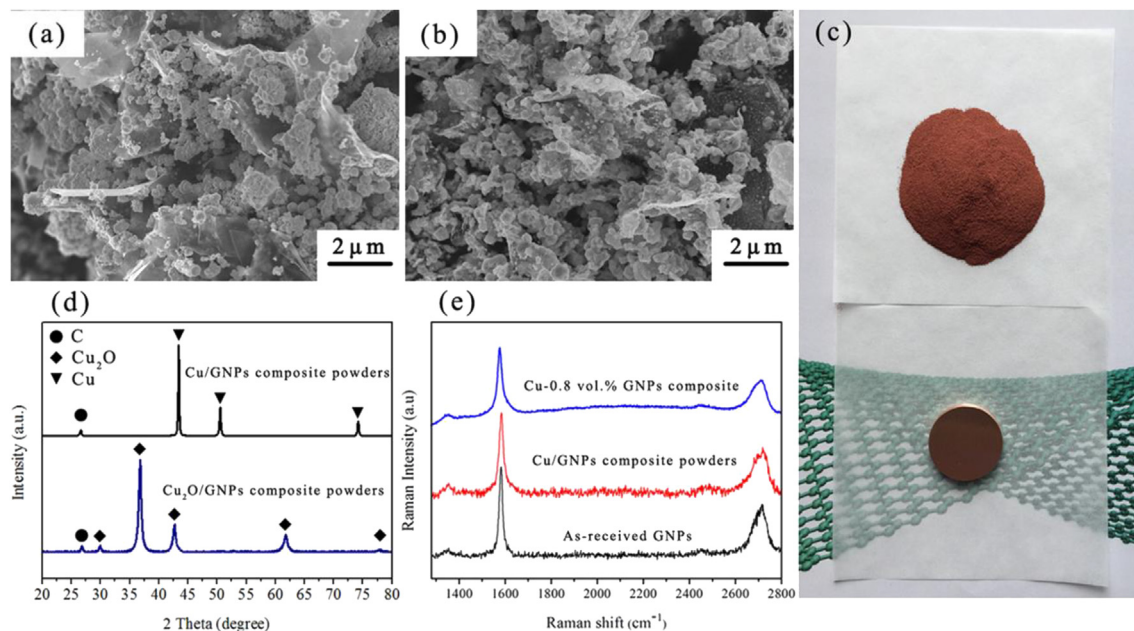 (a)
2 μm
(b)
2 μm
(c)
(d)
C
Cu₂O
Cu
Cu/GNPs composite powders
Cu₂O/GNPs composite powders
Intensity (a.u.)
20 25 30 35 40 45 50 55 60 65 70 75 80
2 Theta (degree)
(e)
Cu-0.8 vol.% GNPs composite
Cu/GNPs composite powders
As-received GNPs
Raman Intensity (a.u)
1400 1600 1800 2000 2200 2400 2600 2800
Raman shift (cm⁻¹)